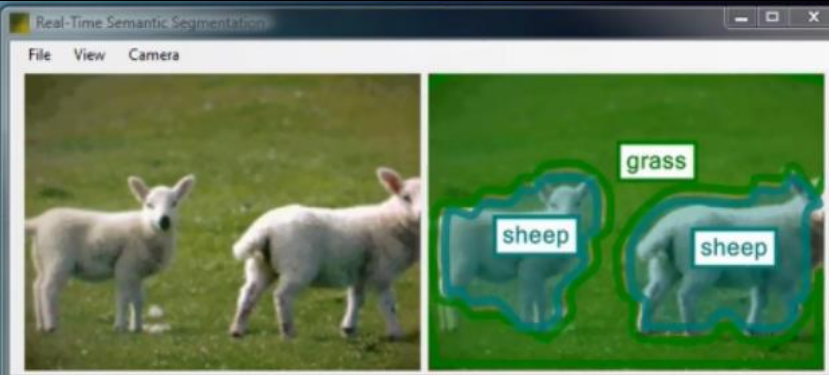 Real-Time Semantic Segmentation
File View Camera
grass
sheep
sheep